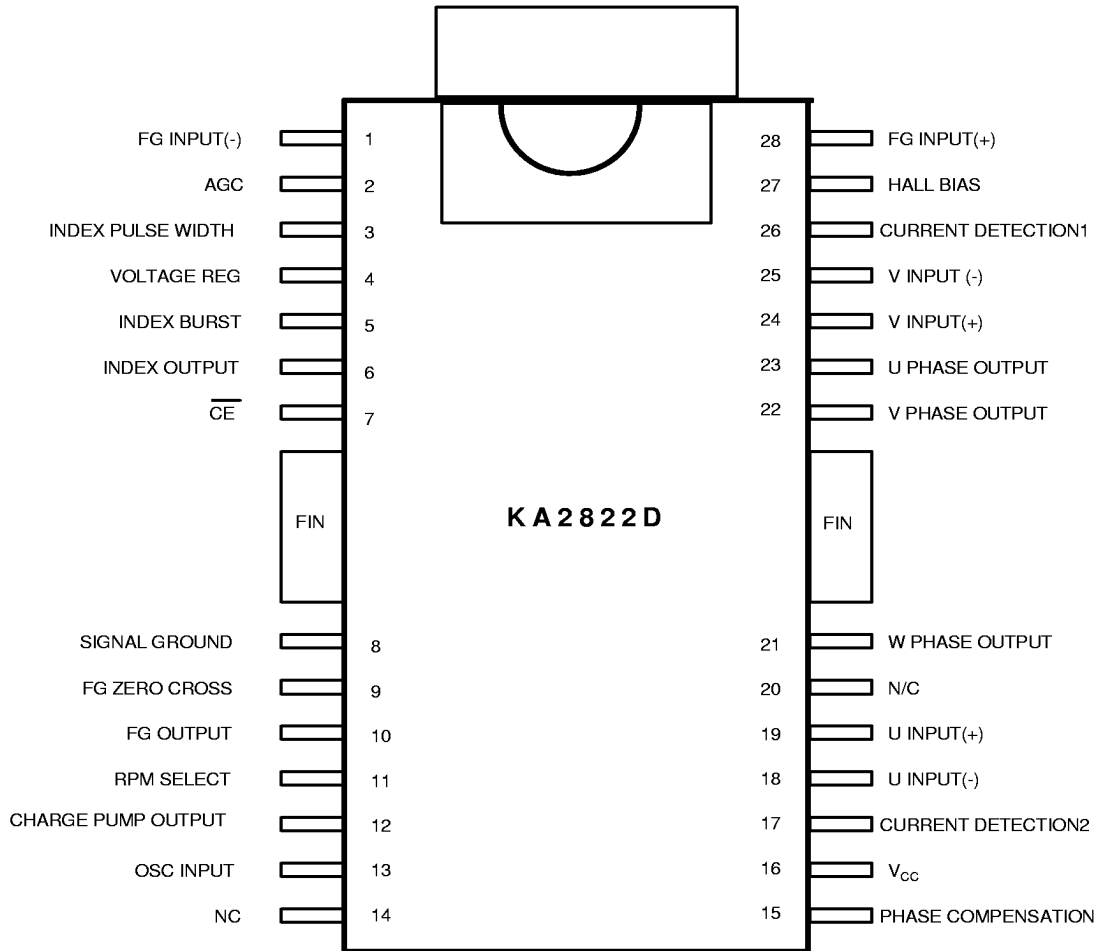 FG INPUT(-) 1 28 FG INPUT(+)
AGC 2 27 HALL BIAS
INDEX PULSE WIDTH 3 26 CURRENT DETECTION1
VOLTAGE REG 4 25 V INPUT (-)
INDEX BURST 5 24 V INPUT(+)
INDEX OUTPUT 6 23 U PHASE OUTPUT
C̅E̅ 7 22 V PHASE OUTPUT
FIN KA2822D FIN
SIGNAL GROUND 8 21 W PHASE OUTPUT
FG ZERO CROSS 9 20 N/C
FG OUTPUT 10 19 U INPUT(+)
RPM SELECT 11 18 U INPUT(-)
CHARGE PUMP OUTPUT 12 17 CURRENT DETECTION2
OSC INPUT 13 16 VCC
NC 14 15 PHASE COMPENSATION